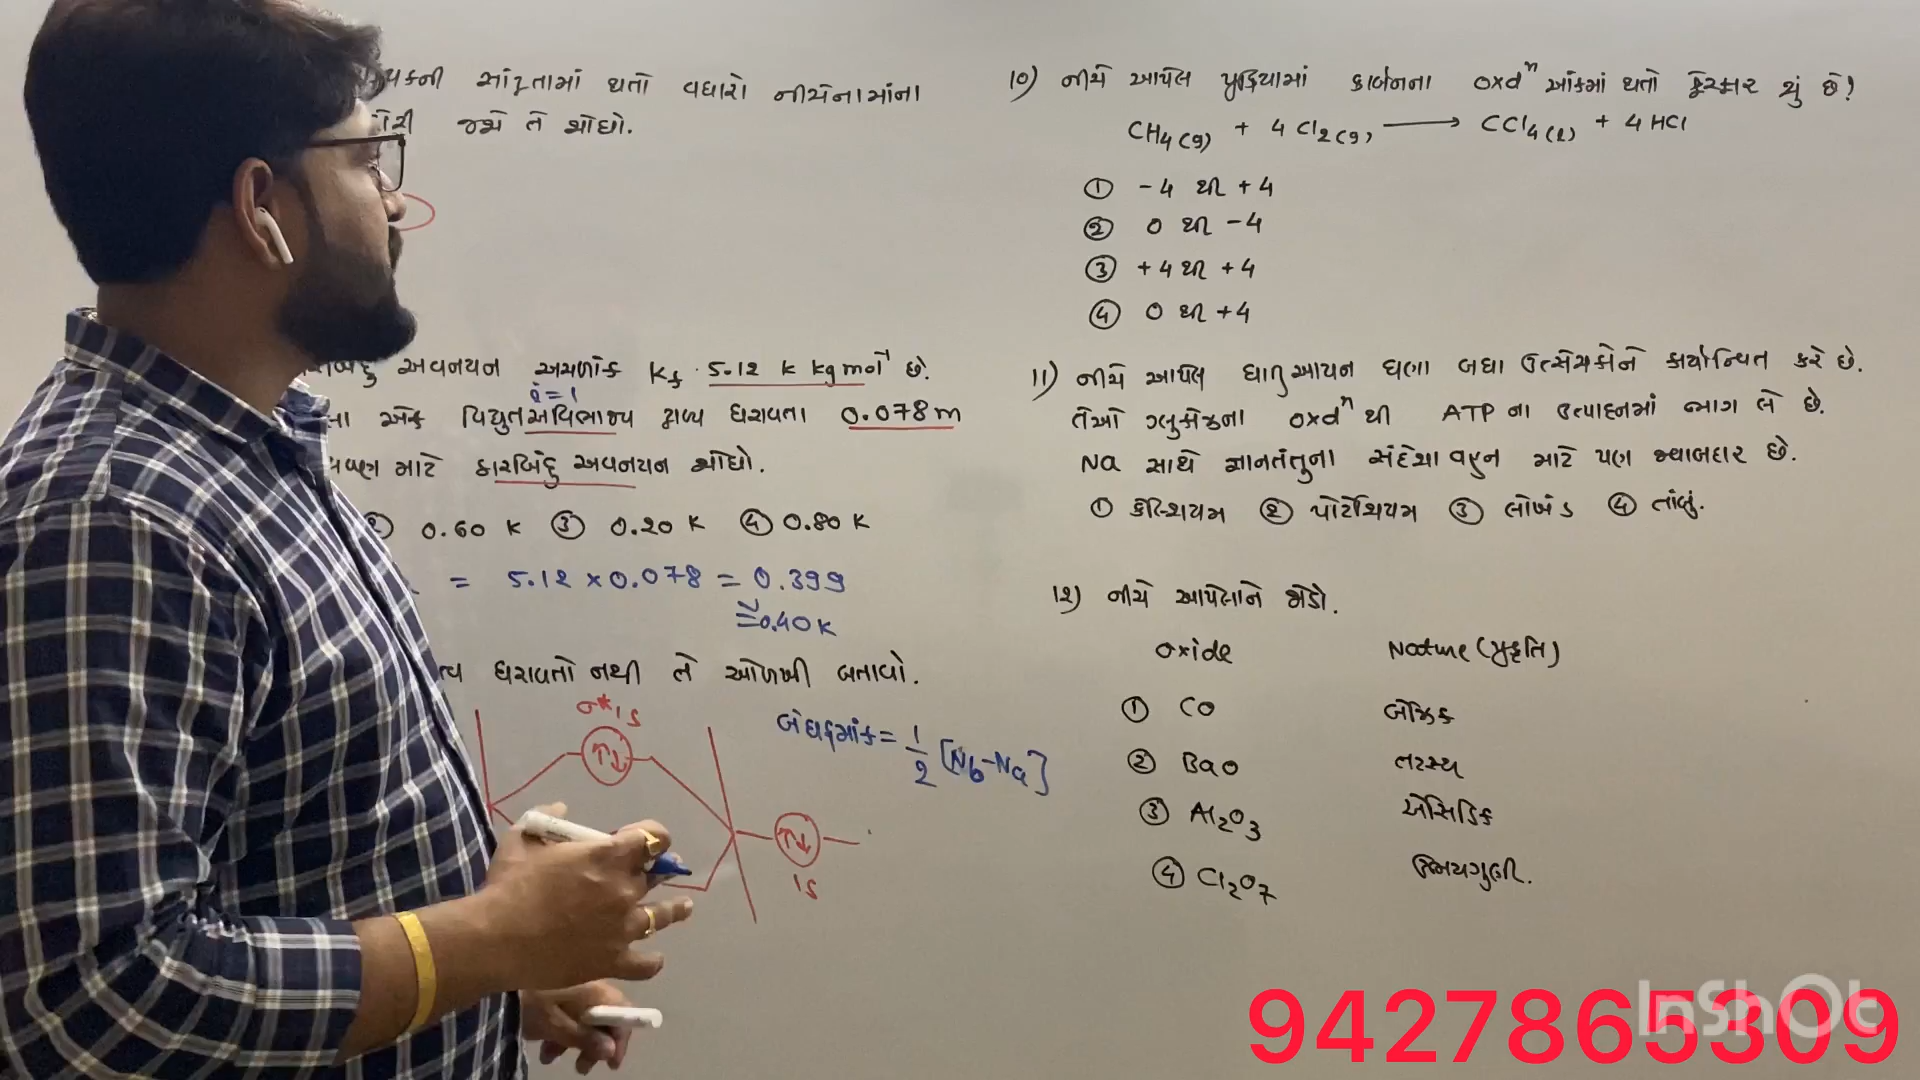 સાંદ્રતામાં થતો વધારો નીચેનામાંના
જશે તે શોધો.
અવનયન અચળાંક Kf · 5.12 K kg mol⁻¹ છે.
i = 1
એક વિદ્યુતઅવિભાજ્ય દ્રાવ્ય ધરાવતા 0.078 m
માટે ઠારબિંદુ અવનયન શોધો.
② 0.60 K ③ 0.20 K ④ 0.80 K
= 5.12 × 0.078 = 0.399
≅ 0.40 K
ધરાવતો નથી તે ઓળખી બતાવો.
σ*1s
↑↓
↑↓
1s
બંધક્રમાંક = 1/2 [Nb - Na]
10) નીચે આપેલ પ્રક્રિયામાં કાર્બનના oxdⁿ આંકમાં થતો ફેરફાર શું છે?
CH4(g) + 4 Cl2(g) ⟶ CCl4(l) + 4 HCl
① - 4 થી + 4
② 0 થી - 4
③ + 4 થી + 4
④ 0 થી + 4
11) નીચે આપેલ ધાતુ આયન ઘણા બધા ઉત્સેચકોને કાર્યાન્વિત કરે છે.
તેઓ ગ્લુકોઝના oxdⁿ થી ATP ના ઉત્પાદનમાં ભાગ લે છે.
Na સાથે જ્ઞાનતંતુના સંદેશા વહન માટે પણ જવાબદાર છે.
① કેલ્શિયમ ② પોટેશિયમ ③ લોખંડ ④ તાંબું.
12) નીચે આપેલાને જોડો.
oxide Nature (પ્રકૃતિ)
① CO બેઝિક
② BaO તટસ્થ
③ Al2O3 એસિડિક
④ Cl2O7 ઉભયગુણી.
InShOt
9427865309